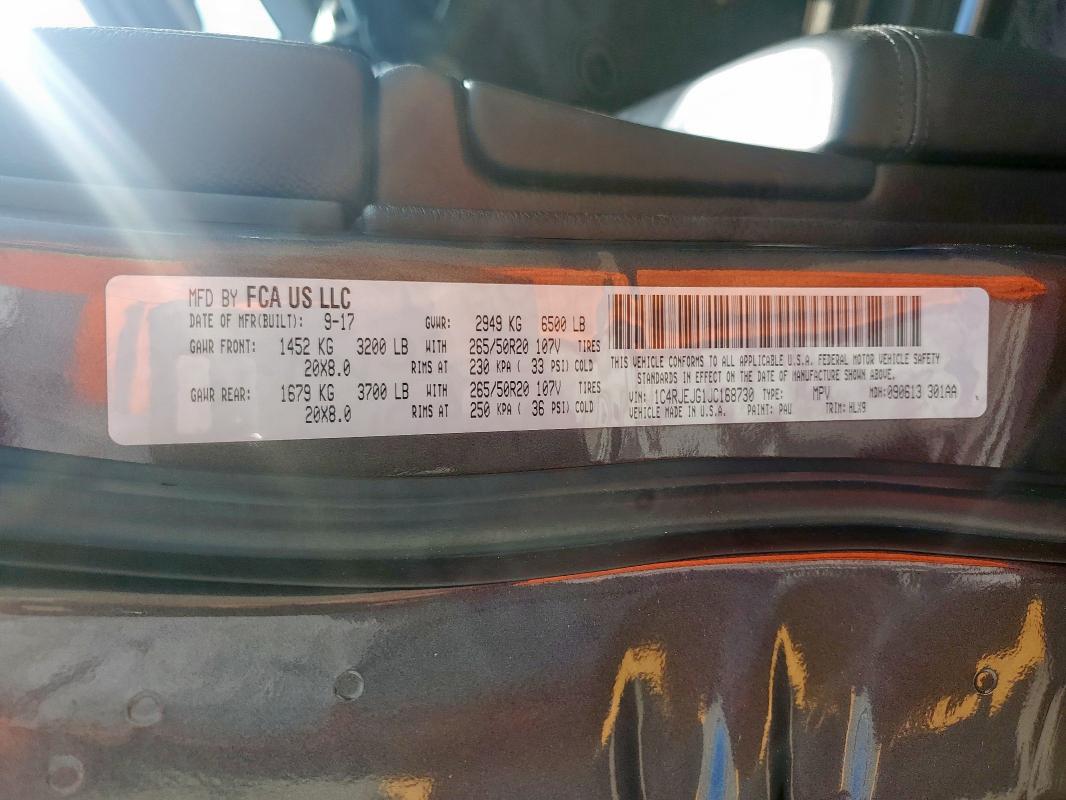 MFD BY FCA US LLC
DATE OF MFR(BUILT): 9-17 GVWR: 2949 KG 6500 LB
GAWR FRONT: 1452 KG 3200 LB WITH 265/50R20 107V TIRES
20X8.0 RIMS AT 230 KPA ( 33 PSI) COLD
GAWR REAR: 1679 KG 3700 LB WITH 265/50R20 107V TIRES
20X8.0 RIMS AT 250 KPA ( 36 PSI) COLD
THIS VEHICLE CONFORMS TO ALL APPLICABLE U.S.A. FEDERAL MOTOR VEHICLE SAFETY
STANDARDS IN EFFECT ON THE DATE OF MANUFACTURE SHOWN ABOVE.
VIN: 1C4RJEJG1JC168730 TYPE: MPV MDH: 090613 301AA
VEHICLE MADE IN U.S.A. PAINT: PAU TRIM: HLX9